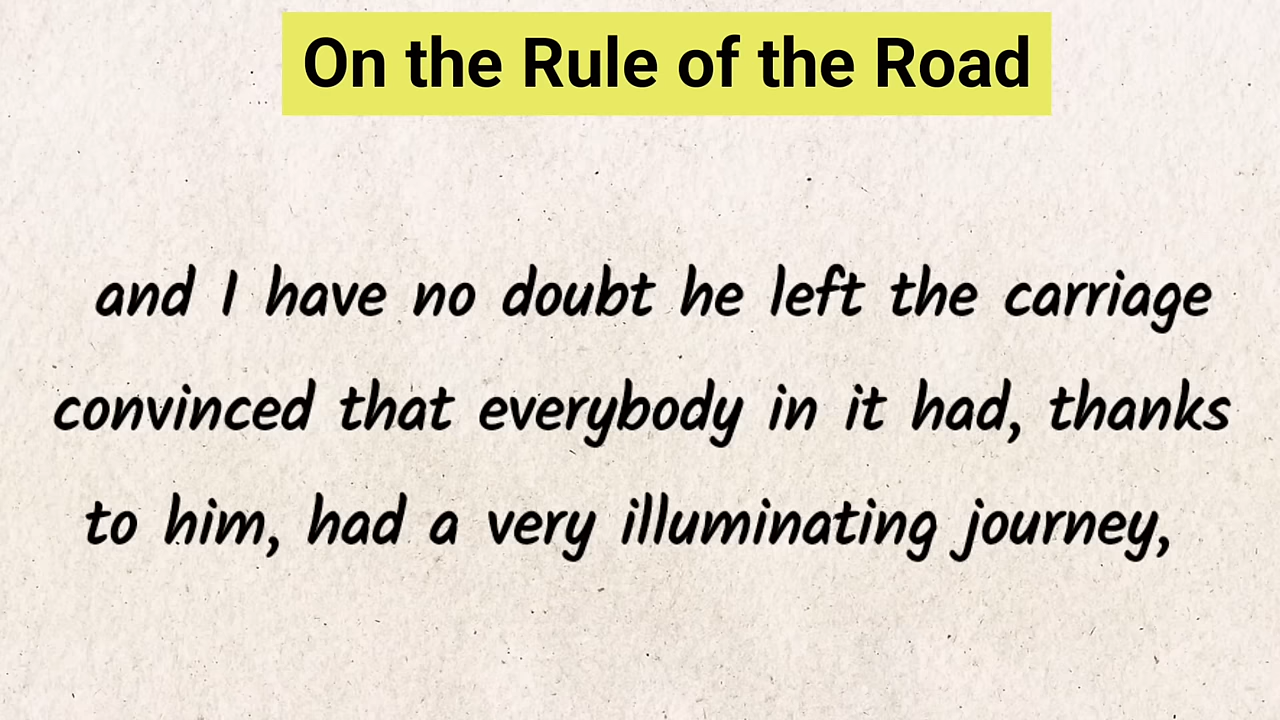 On the Rule of the Road
and I have no doubt he left the carriage
convinced that everybody in it had, thanks
to him, had a very illuminating journey,